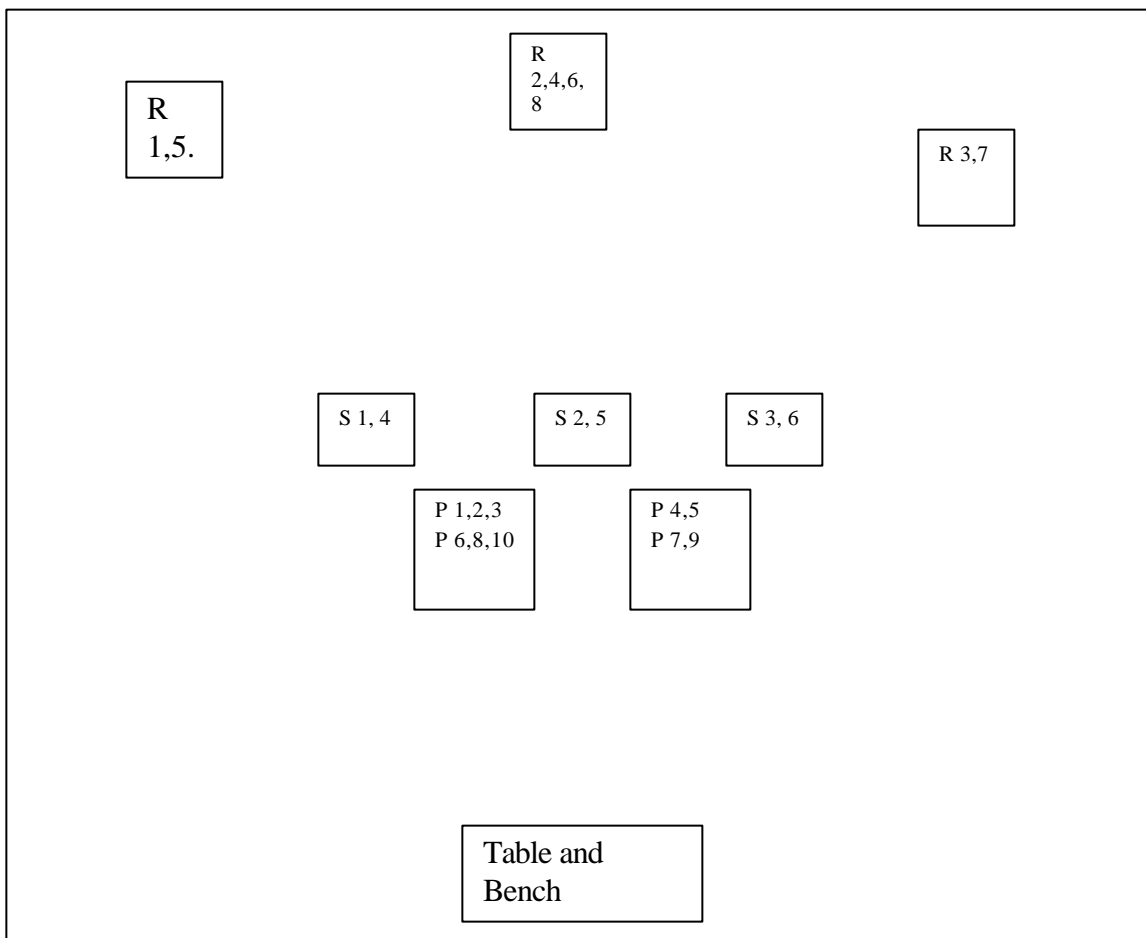 R
2,4,6,
8
R
1,5.
R 3,7
S 1, 4
S 2, 5
S 3, 6
P 1,2,3
P 6,8,10
P 4,5
P 7,9
Table and
Bench